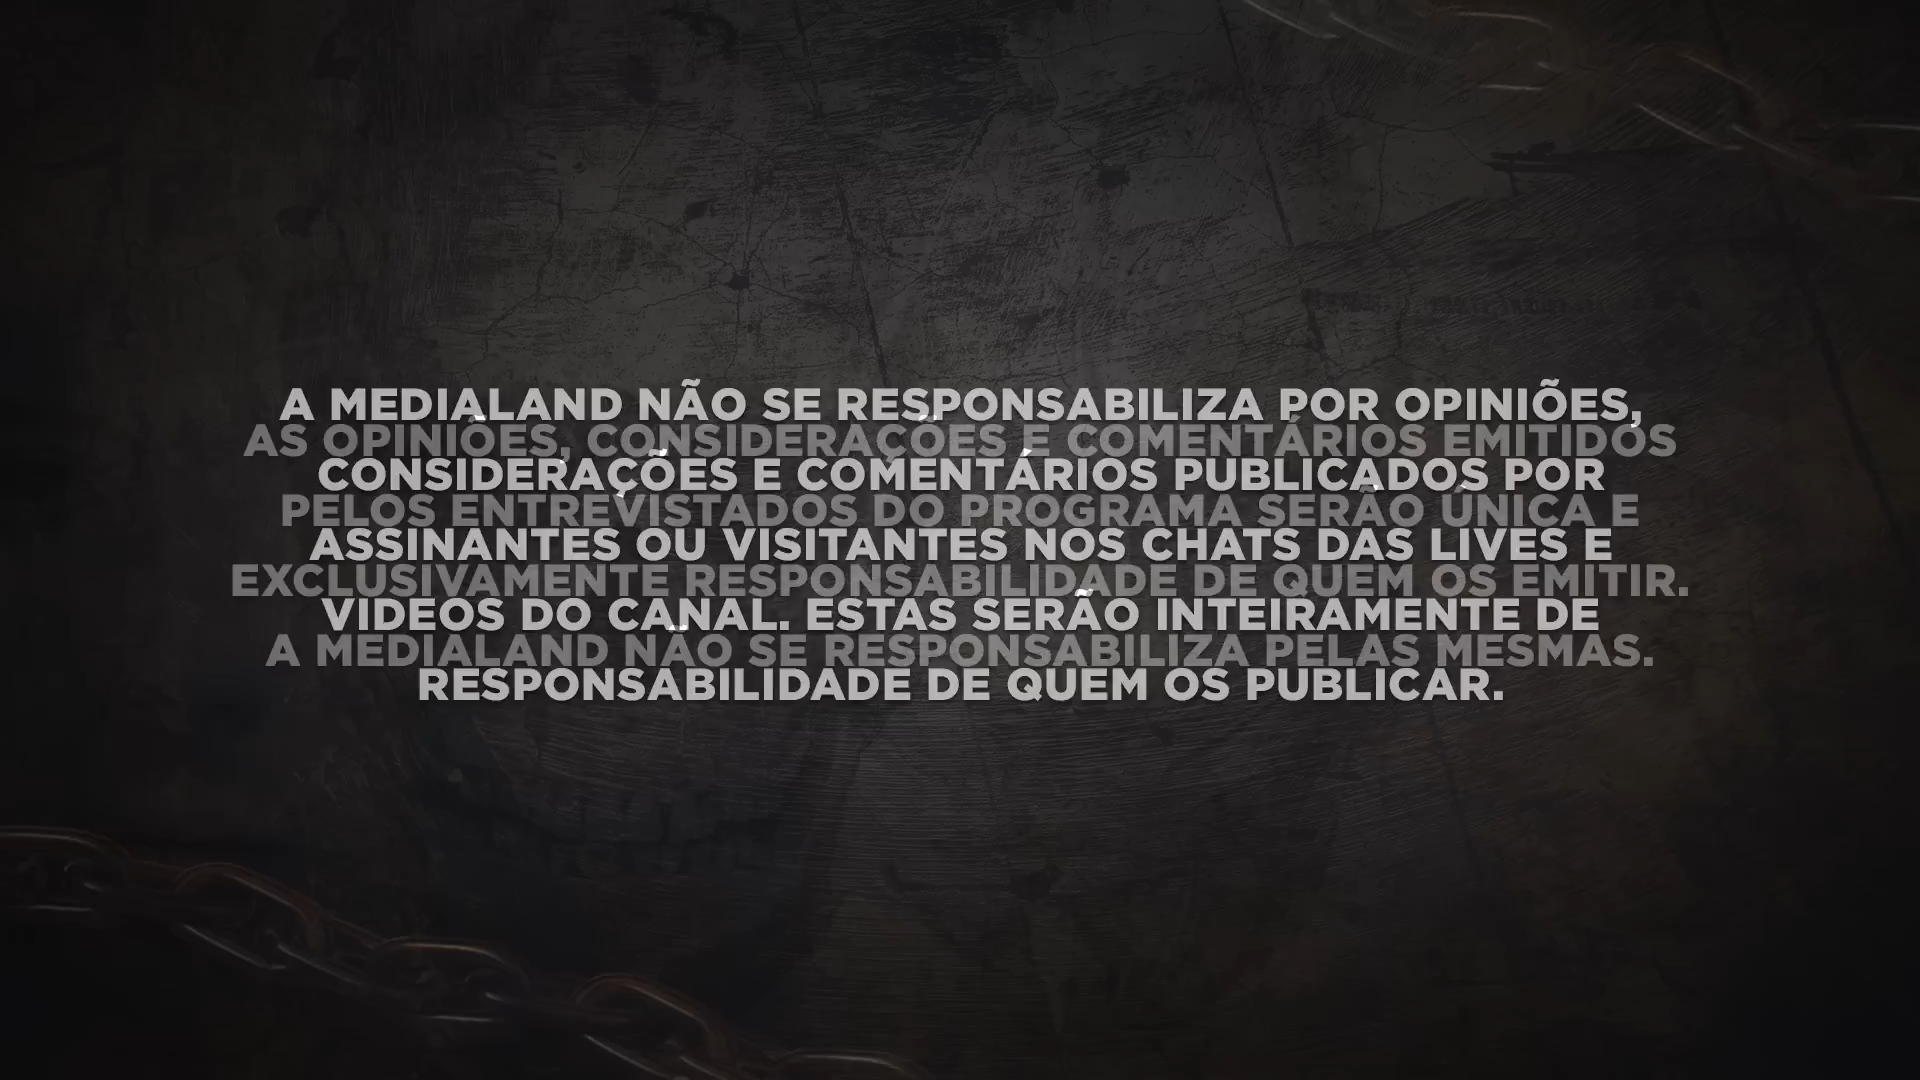 A MEDIALAND NÃO SE RESPONSABILIZA POR OPINIÕES,
AS OPINIÕES, CONSIDERAÇÕES E COMENTÁRIOS EMITIDOS
CONSIDERAÇÕES E COMENTÁRIOS PUBLICADOS POR
PELOS ENTREVISTADOS DO PROGRAMA SERÃO ÚNICA E
ASSINANTES OU VISITANTES NOS CHATS DAS LIVES E
EXCLUSIVAMENTE RESPONSABILIDADE DE QUEM OS EMITIR.
VIDEOS DO CANAL. ESTAS SERÃO INTEIRAMENTE DE
A MEDIALAND NÃO SE RESPONSABILIZA PELAS MESMAS.
RESPONSABILIDADE DE QUEM OS PUBLICAR.